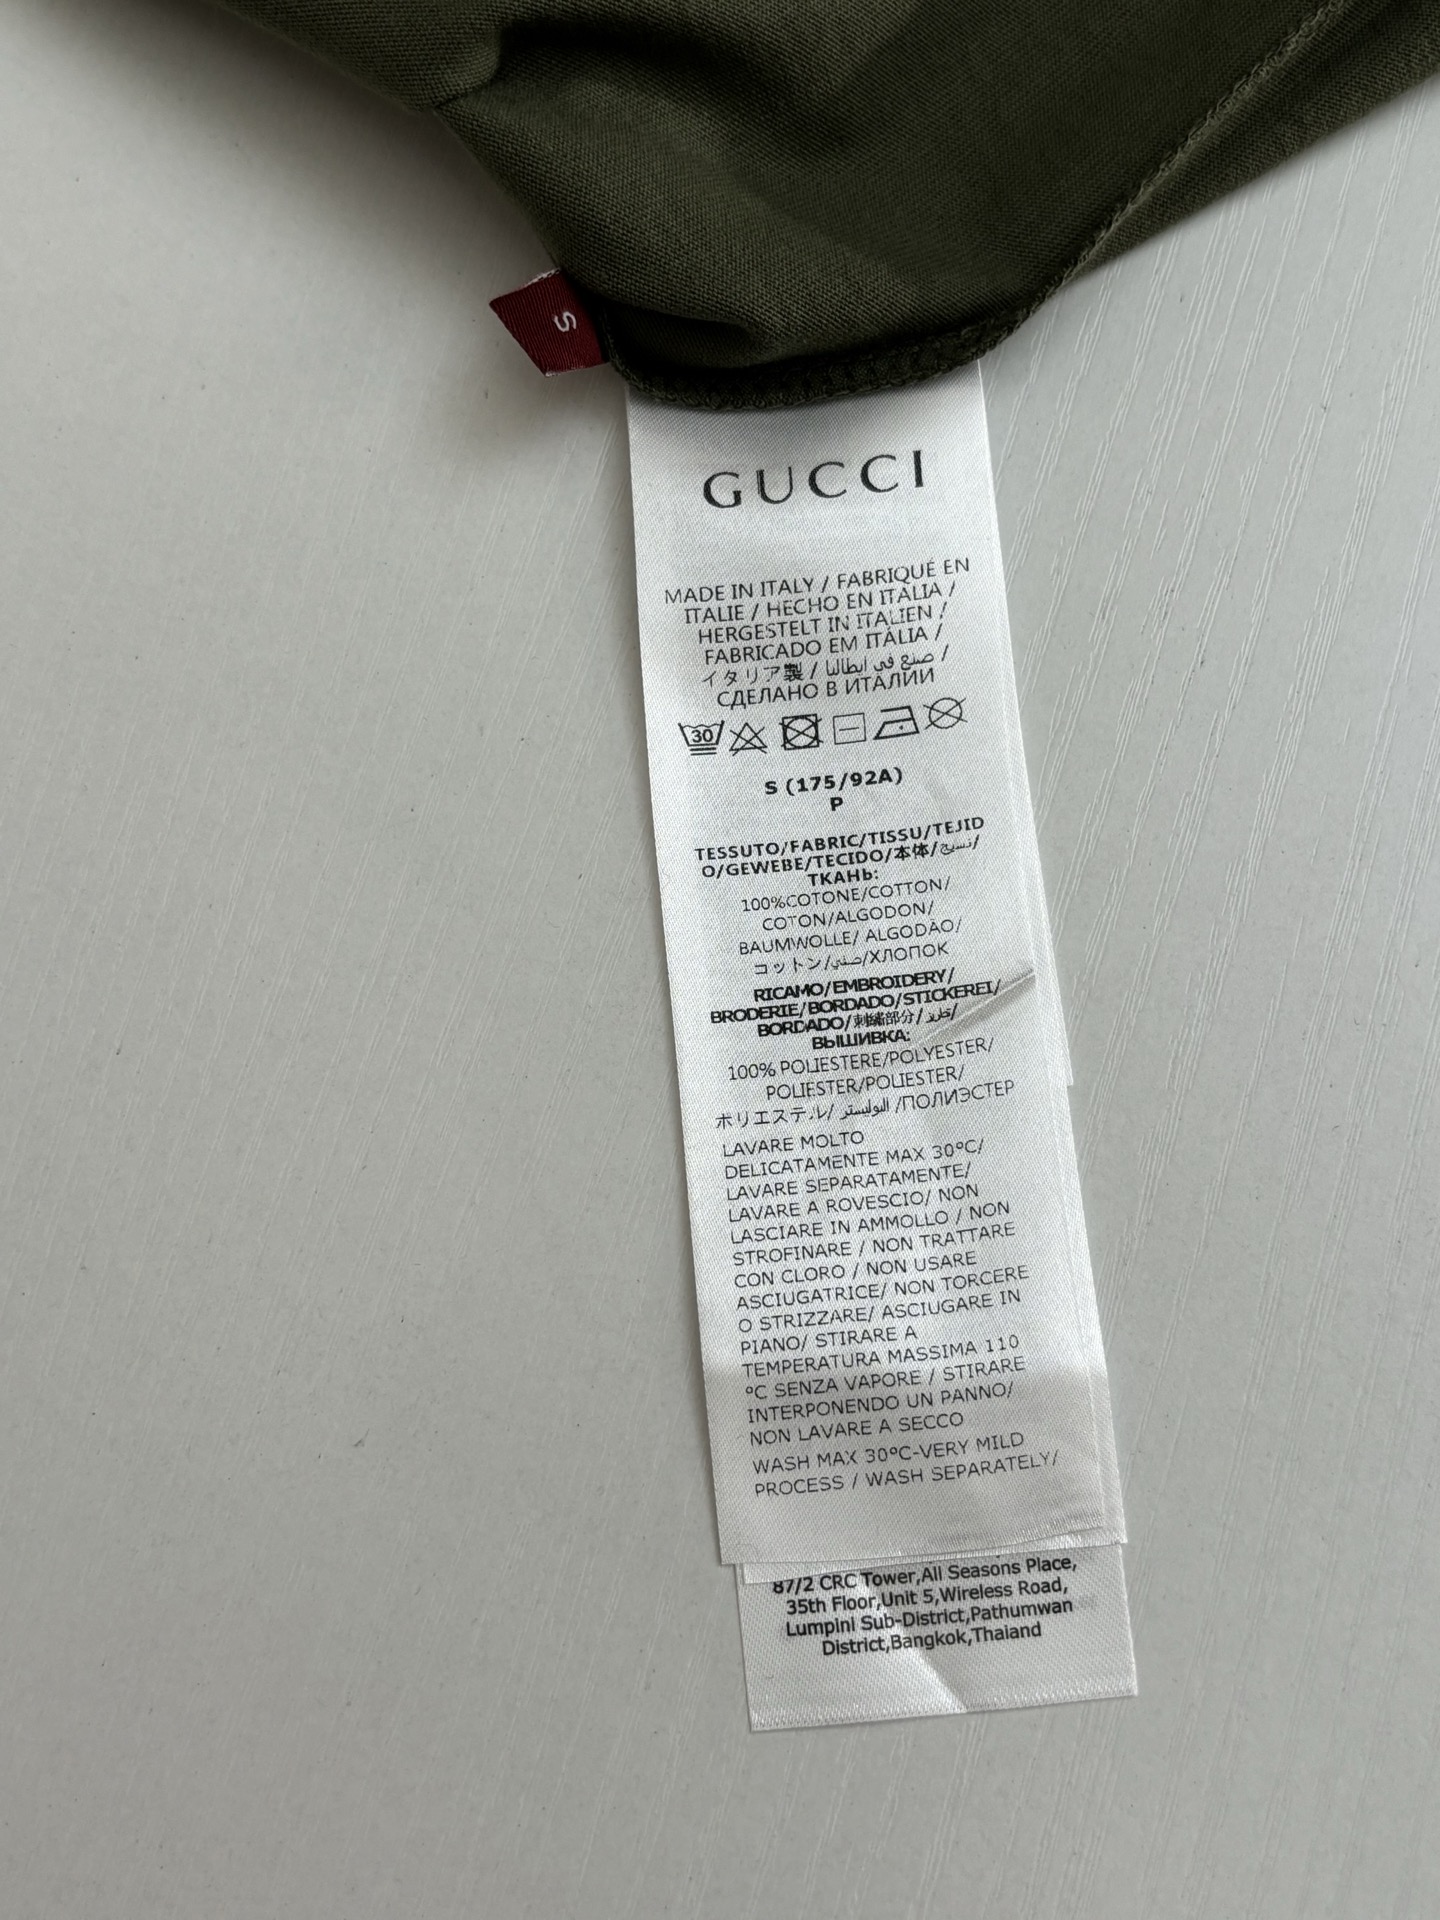 S
GUCCI
MADE IN ITALY / FABRIQUÉ EN
ITALIE / HECHO EN ITALIA /
HERGESTELT IN ITALIEN /
FABRICADO EM ITÁLIA /
イタリア製 / صنع في ايطاليا /
СДЕЛАНО В ИТАЛИИ
30
S (175/92A)
P
TESSUTO/FABRIC/TISSU/TEJID
O/GEWEBE/TECIDO/本体/نسيج/
ТКАНЬ:
100%COTONE/COTTON/
COTON/ALGODON/
BAUMWOLLE/ ALGODÃO/
コットン/صني/ХЛОПОК
RICAMO/EMBROIDERY/
BRODERIE/BORDADO/STICKEREI/
BORDADO/刺繍部分/تطريز/
ВЫШИВКА:
100% POLIESTERE/POLYESTER/
POLIESTER/POLIESTER/
ポリエステル/ البوليستر /ПОЛИЭСТЕР
LAVARE MOLTO
DELICATAMENTE MAX 30ºC/
LAVARE SEPARATAMENTE/
LAVARE A ROVESCIO/ NON
LASCIARE IN AMMOLLO / NON
STROFINARE / NON TRATTARE
CON CLORO / NON USARE
ASCIUGATRICE/ NON TORCERE
O STRIZZARE/ ASCIUGARE IN
PIANO/ STIRARE A
TEMPERATURA MASSIMA 110
ºC SENZA VAPORE / STIRARE
INTERPONENDO UN PANNO/
NON LAVARE A SECCO
WASH MAX 30ºC-VERY MILD
PROCESS / WASH SEPARATELY/
87/2 CRC Tower,All Seasons Place,
35th Floor,Unit 5,Wireless Road,
Lumpini Sub-District,Pathumwan
District,Bangkok,Thaiand